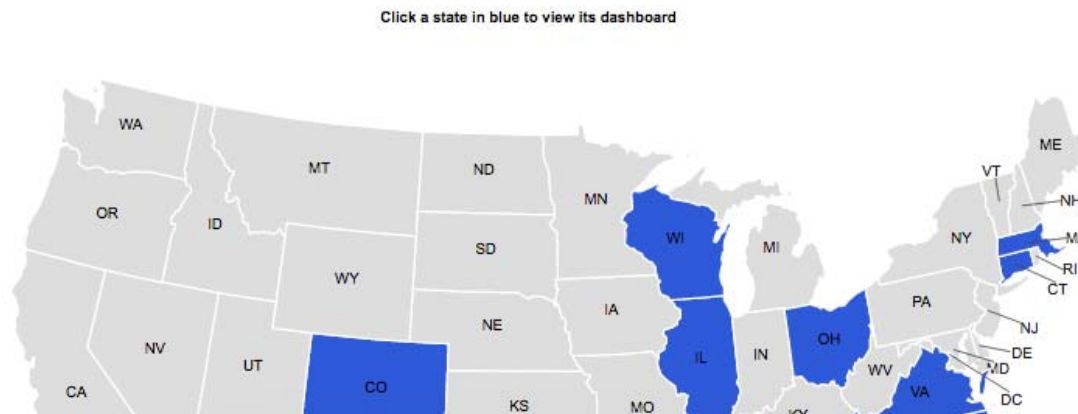 Click a state in blue to view its dashboard
WA
MT
ND
MN
ME
VT
NH
OR
ID
SD
WI
MI
NY
WY
RI
CT
IA
PA
NE
NJ
NV
UT
IL
IN
OH
DE
MD
WV
CA
CO
KS
MO
VA
DC